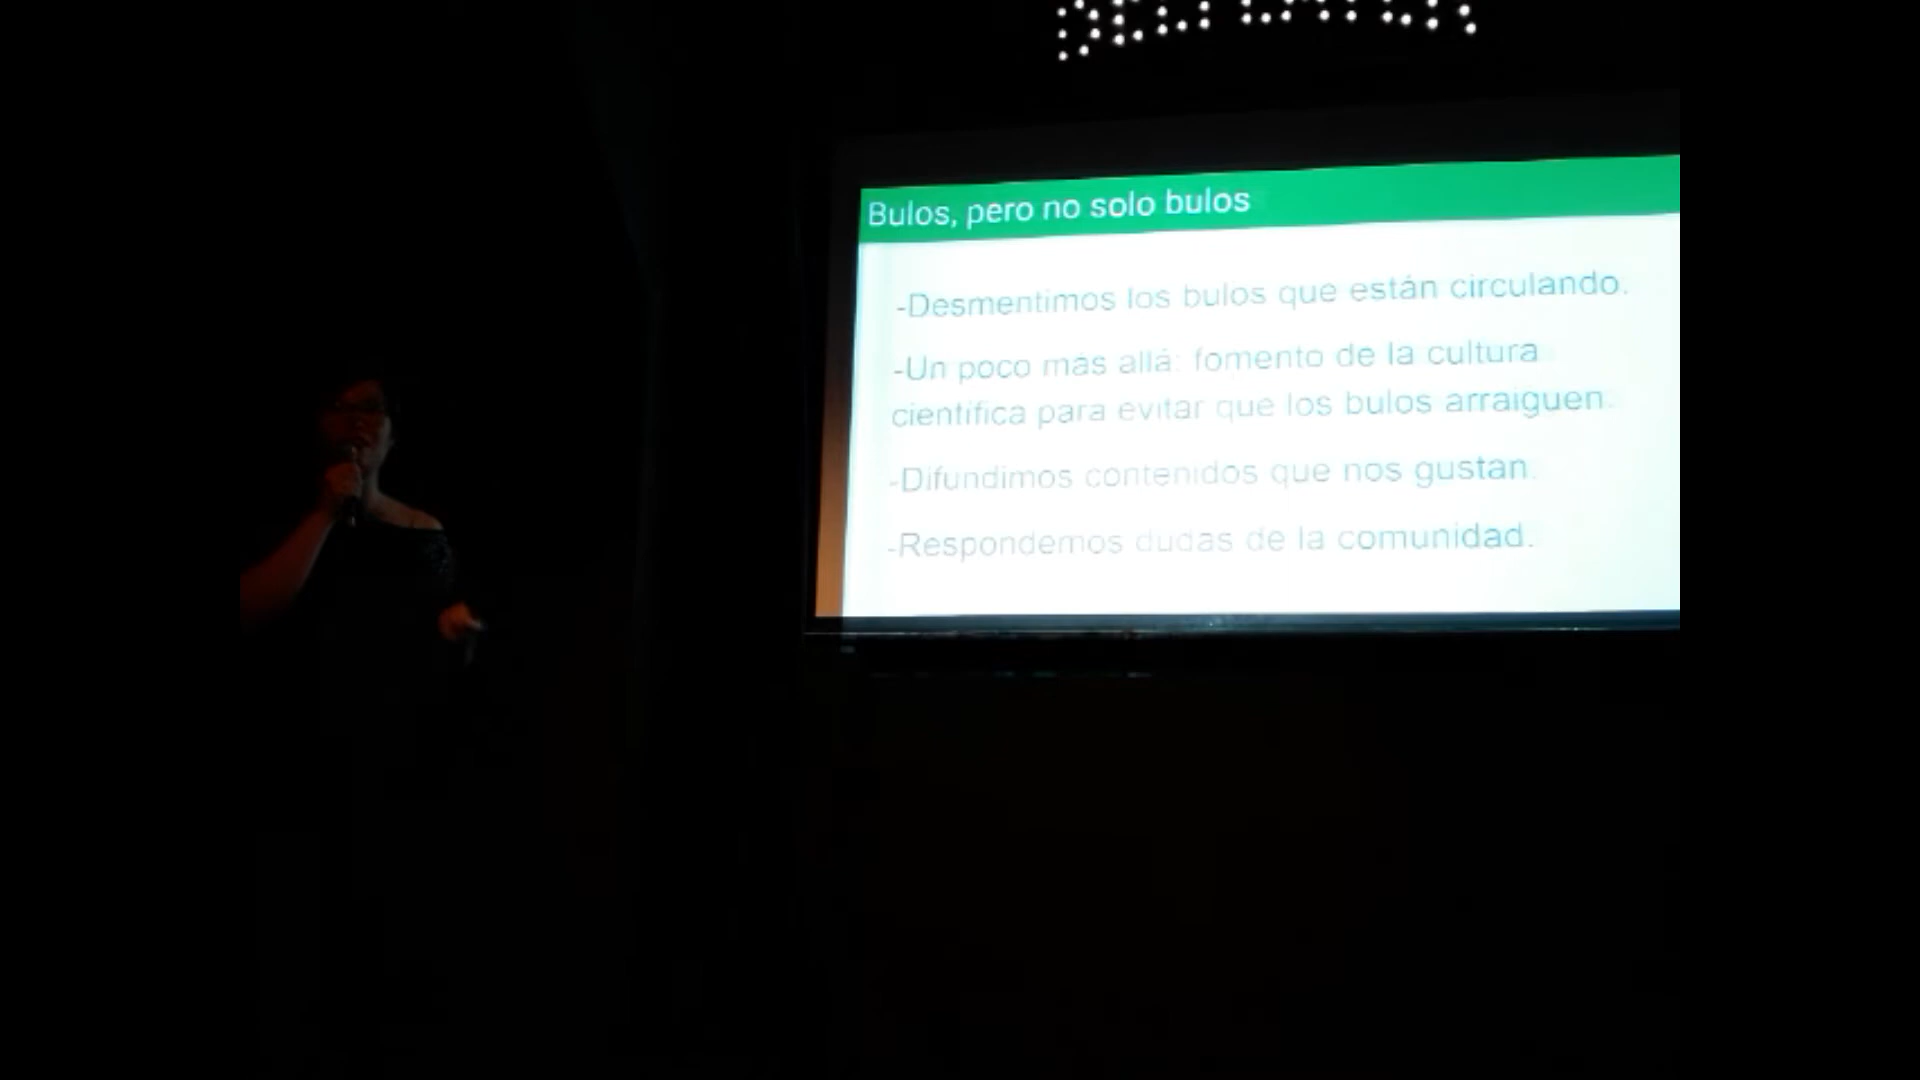 Bulos, pero no solo bulos
-Desmentimos los bulos que están circulando.
-Un poco más allá: fomento de la cultura
científica para evitar que los bulos arraiguen.
-Difundimos contenidos que nos gustan.
-Respondemos dudas de la comunidad.